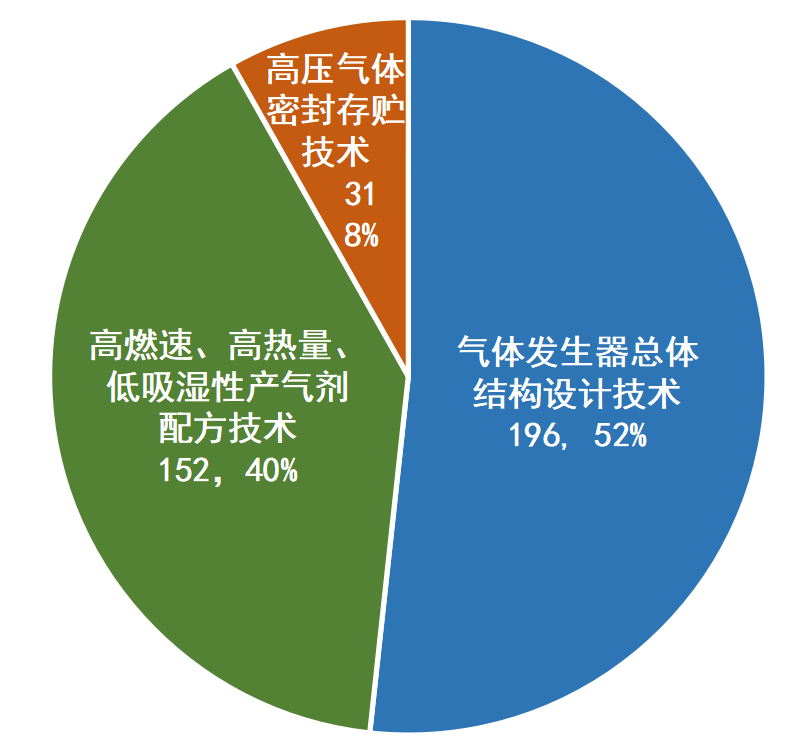 高压气体
密封存贮
技术
31
8%
高燃速、高热量、
低吸湿性产气剂
配方技术
152，40%
气体发生器总体
结构设计技术
196, 52%